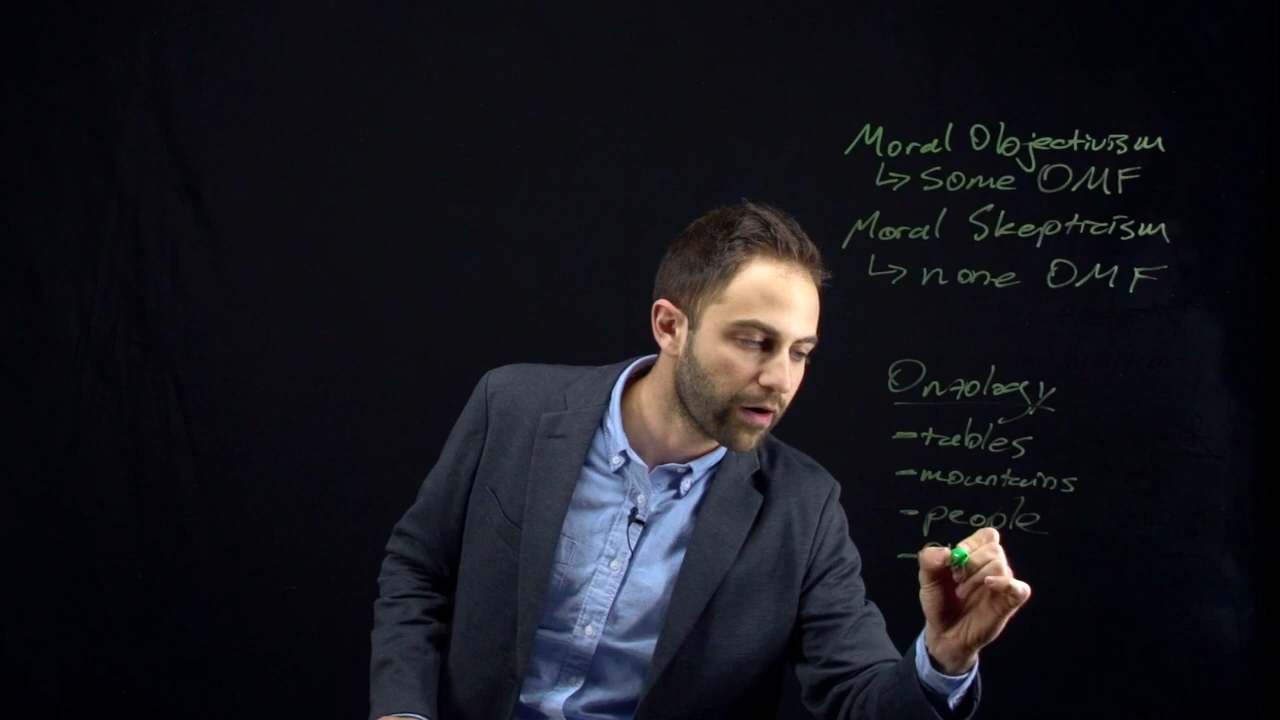 Moral Objectivism
↳ Some OMF
Moral Skepticism
↳ none OMF
Ontology
- tables
- mountains
- people
-